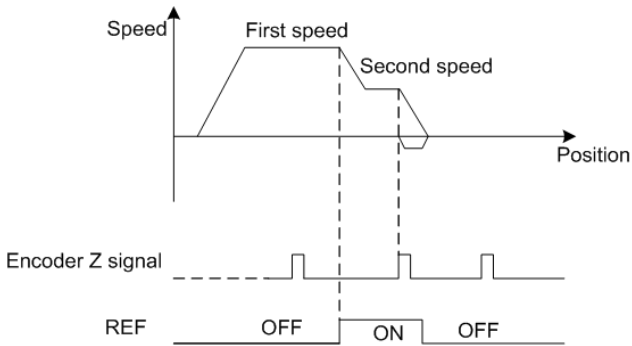 Speed
First speed
Second speed
Position
Encoder Z signal
REF OFF ON OFF